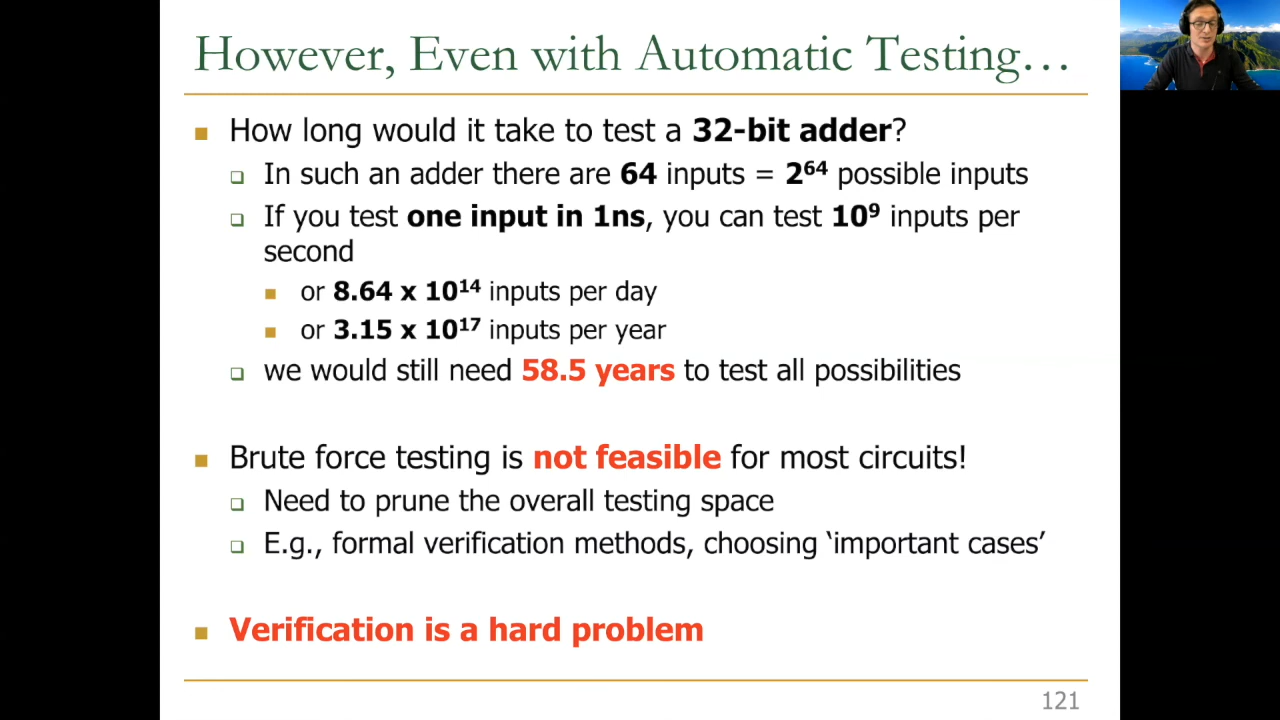 However, Even with Automatic Testing…
How long would it take to test a 32-bit adder?
In such an adder there are 64 inputs = 2⁶⁴ possible inputs
If you test one input in 1ns, you can test 10⁹ inputs per
second
or 8.64 x 10¹⁴ inputs per day
or 3.15 x 10¹⁷ inputs per year
we would still need 58.5 years to test all possibilities
Brute force testing is not feasible for most circuits!
Need to prune the overall testing space
E.g., formal verification methods, choosing ‘important cases’
Verification is a hard problem
121